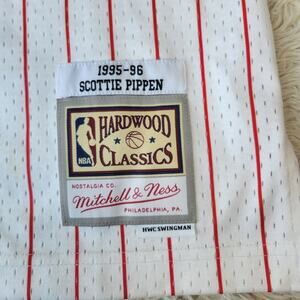 1995-96
SCOTTIE PIPPEN
HARDWOOD
NBA
CLASSICS
NOSTALGIA CO.
Mitchell & Ness
PHILADELPHIA, PA.
HWC SWINGMAN